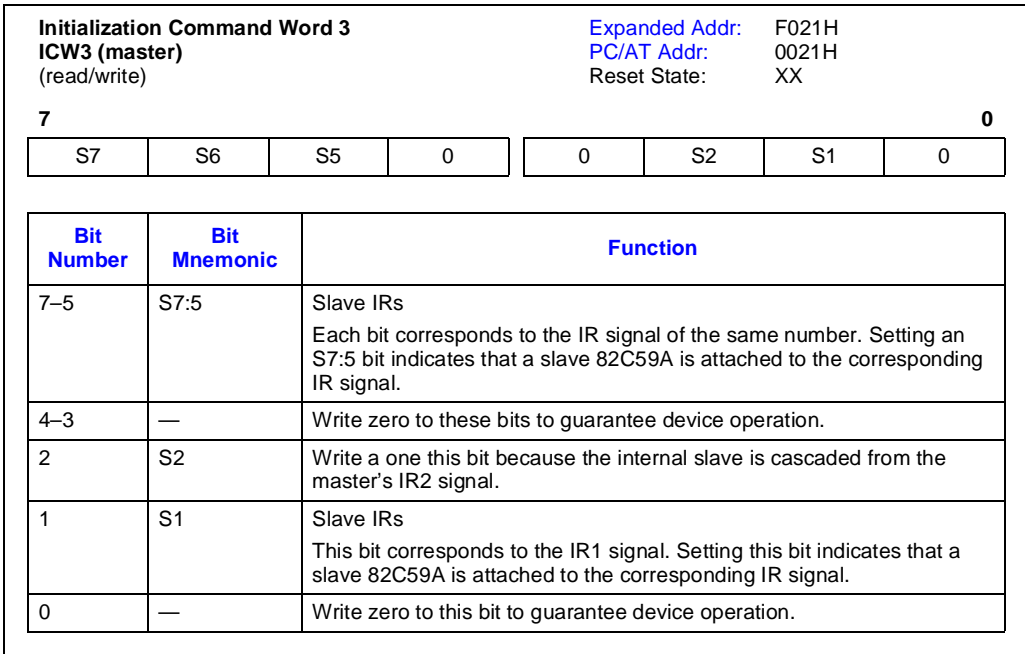 Initialization Command Word 3
ICW3 (master)
(read/write)
Expanded Addr: F021H
PC/AT Addr: 0021H
Reset State: XX
7 0
S7 S6 S5 0 0 S2 S1 0
Bit Number Bit Mnemonic Function
7–5 S7:5 Slave IRs
Each bit corresponds to the IR signal of the same number. Setting an
S7:5 bit indicates that a slave 82C59A is attached to the corresponding
IR signal.
4–3 — Write zero to these bits to guarantee device operation.
2 S2 Write a one this bit because the internal slave is cascaded from the
master’s IR2 signal.
1 S1 Slave IRs
This bit corresponds to the IR1 signal. Setting this bit indicates that a
slave 82C59A is attached to the corresponding IR signal.
0 — Write zero to this bit to guarantee device operation.